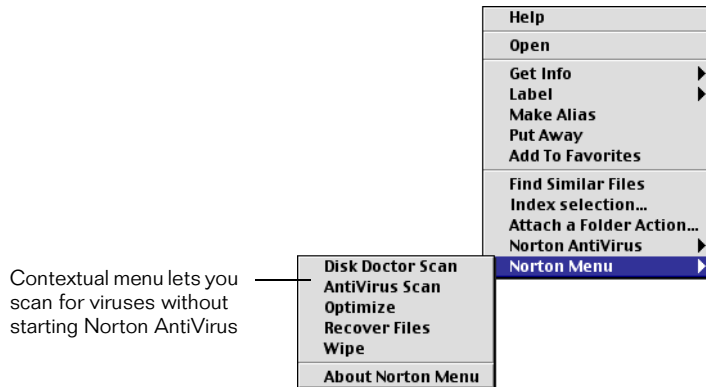 Help
Open
Get Info
Label
Make Alias
Put Away
Add To Favorites
Find Similar Files
Index selection...
Attach a Folder Action...
Norton AntiVirus
Norton Menu
Disk Doctor Scan
AntiVirus Scan
Optimize
Recover Files
Wipe
About Norton Menu
Contextual menu lets you
scan for viruses without
starting Norton AntiVirus